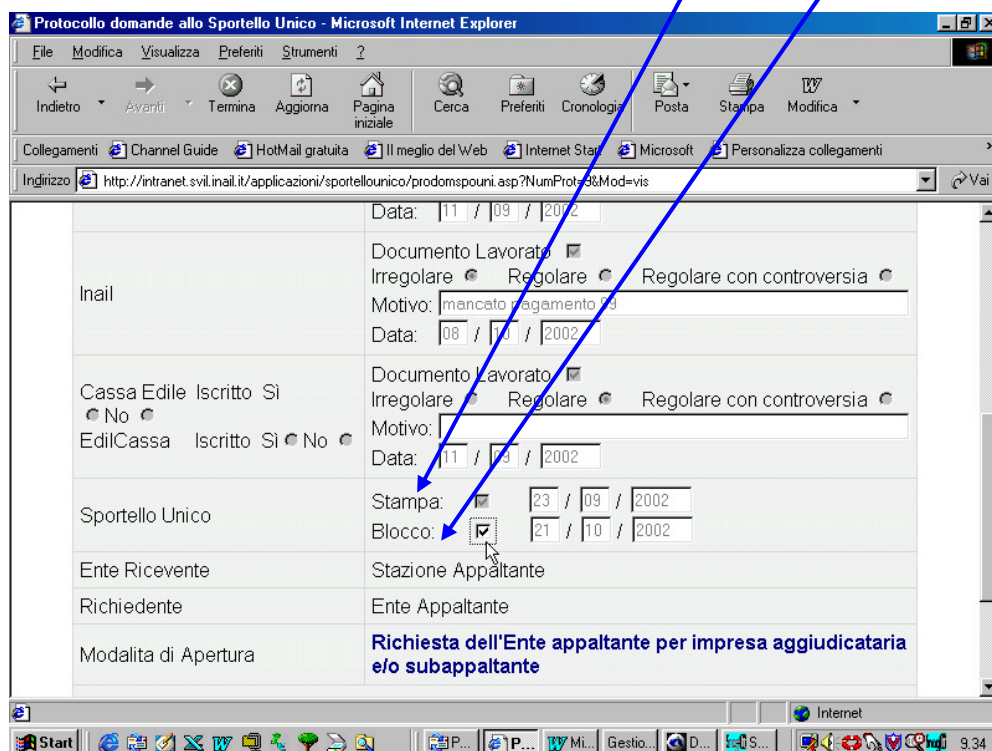 Protocollo domande allo Sportello Unico - Microsoft Internet Explorer
File Modifica Visualizza Preferiti Strumenti ?
Indietro Avanti Termina Aggiorna Pagina iniziale Cerca Preferiti Cronologia Posta Stampa Modifica
Collegamenti Channel Guide HotMail gratuita Il meglio del Web Internet Start Microsoft Personalizza collegamenti
Indirizzo http://intranet.svil.inail.it/applicazioni/sportellounico/prodomspouni.asp?NumProt=9&Mod=vis Vai
Data: 11 / 09 / 2002
Inail
Documento Lavorato
Irregolare Regolare Regolare con controversia
Motivo: mancato pagamento 99
Data: 08 / 10 / 2002
Cassa Edile Iscritto Sì
No
EdilCassa Iscritto Sì No
Documento Lavorato
Irregolare Regolare Regolare con controversia
Motivo:
Data: 11 / 09 / 2002
Sportello Unico
Stampa: 23 / 09 / 2002
Blocco: 21 / 10 / 2002
Ente Ricevente Stazione Appaltante
Richiedente Ente Appaltante
Modalita di Apertura
Richiesta dell'Ente appaltante per impresa aggiudicataria
e/o subappaltante
Internet
Start P... P... Mi... Gestio... D... S... 9.34